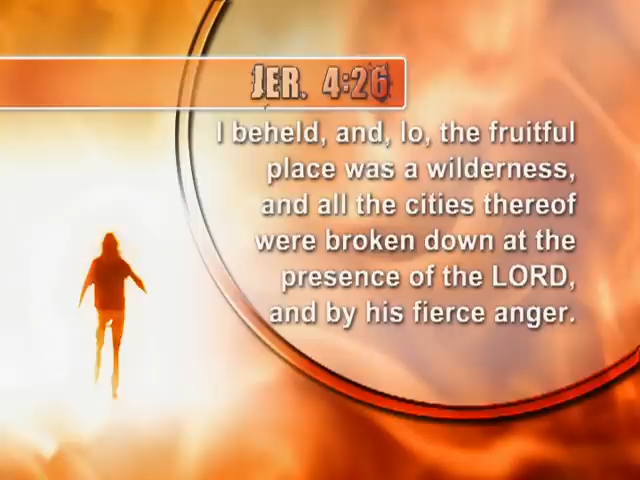 JER. 4:26
I beheld, and, lo, the fruitful
place was a wilderness,
and all the cities thereof
were broken down at the
presence of the LORD,
and by his fierce anger.